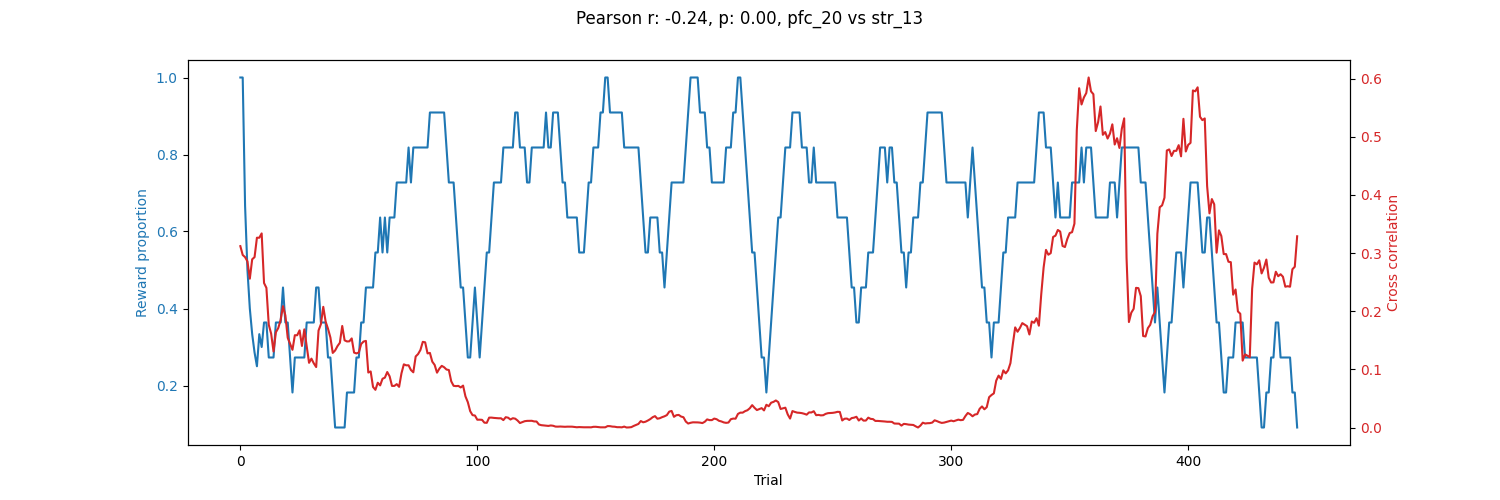 Pearson r: -0.24, p: 0.00, pfc_20 vs str_13
1.0
0.8
0.6
0.4
0.2
Reward proportion
0.6
0.5
0.4
0.3
0.2
0.1
0.0
Cross correlation
0 100 200 300 400
Trial